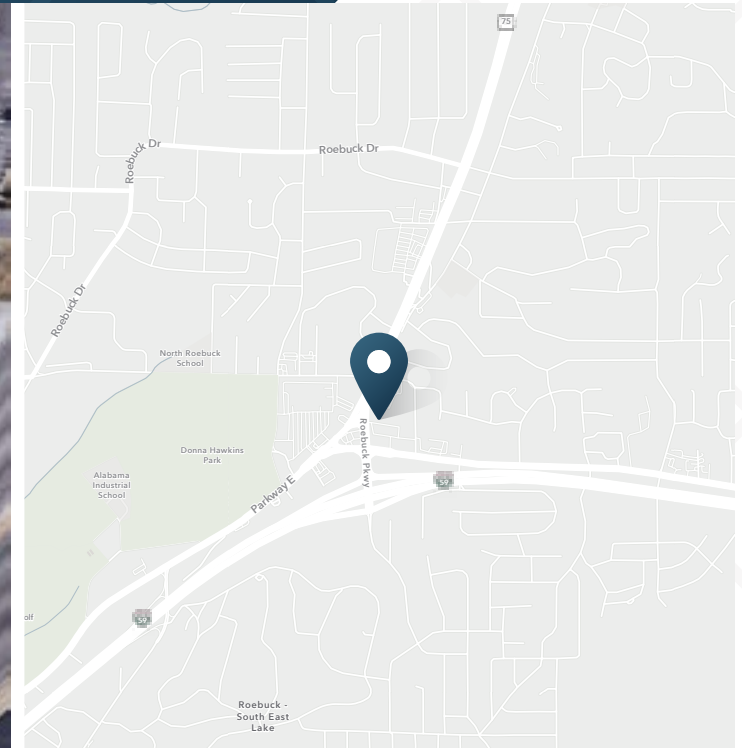 75
Roebuck Dr
Roebuck Dr
Roebuck Dr
North Roebuck
School
Donna Hawkins
Park
Alabama
Industrial
School
Roebuck Pkwy
Parkway E
59
59
olf
Roebuck -
South East
Lake